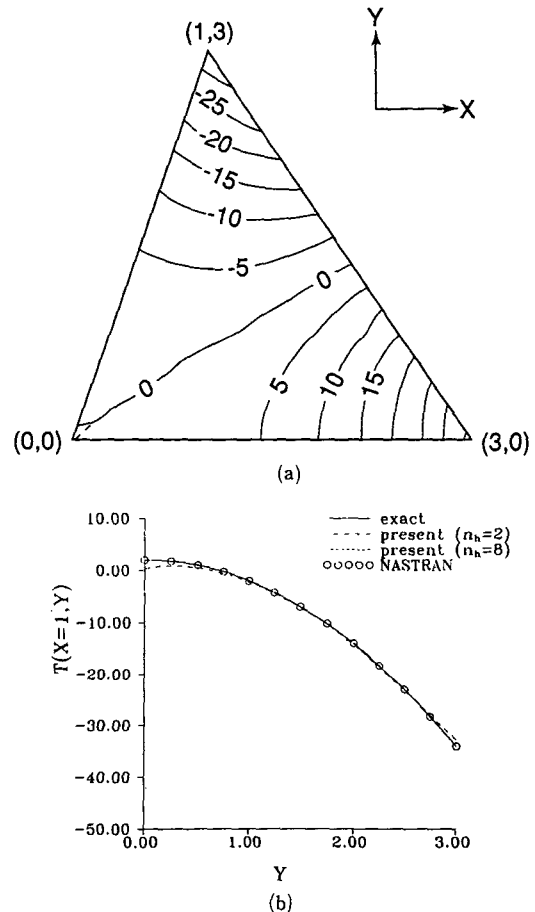 (1,3)
Y
X
-25
-20
-15
-10
-5
0
0
5
10
15
(0,0)
(3,0)
(a)
10.00
0.00
-10.00
-20.00
-30.00
-40.00
-50.00
T(X=1,Y)
exact
present (nₕ=2)
present (nₕ=8)
NASTRAN
0.00
1.00
2.00
3.00
Y
(b)